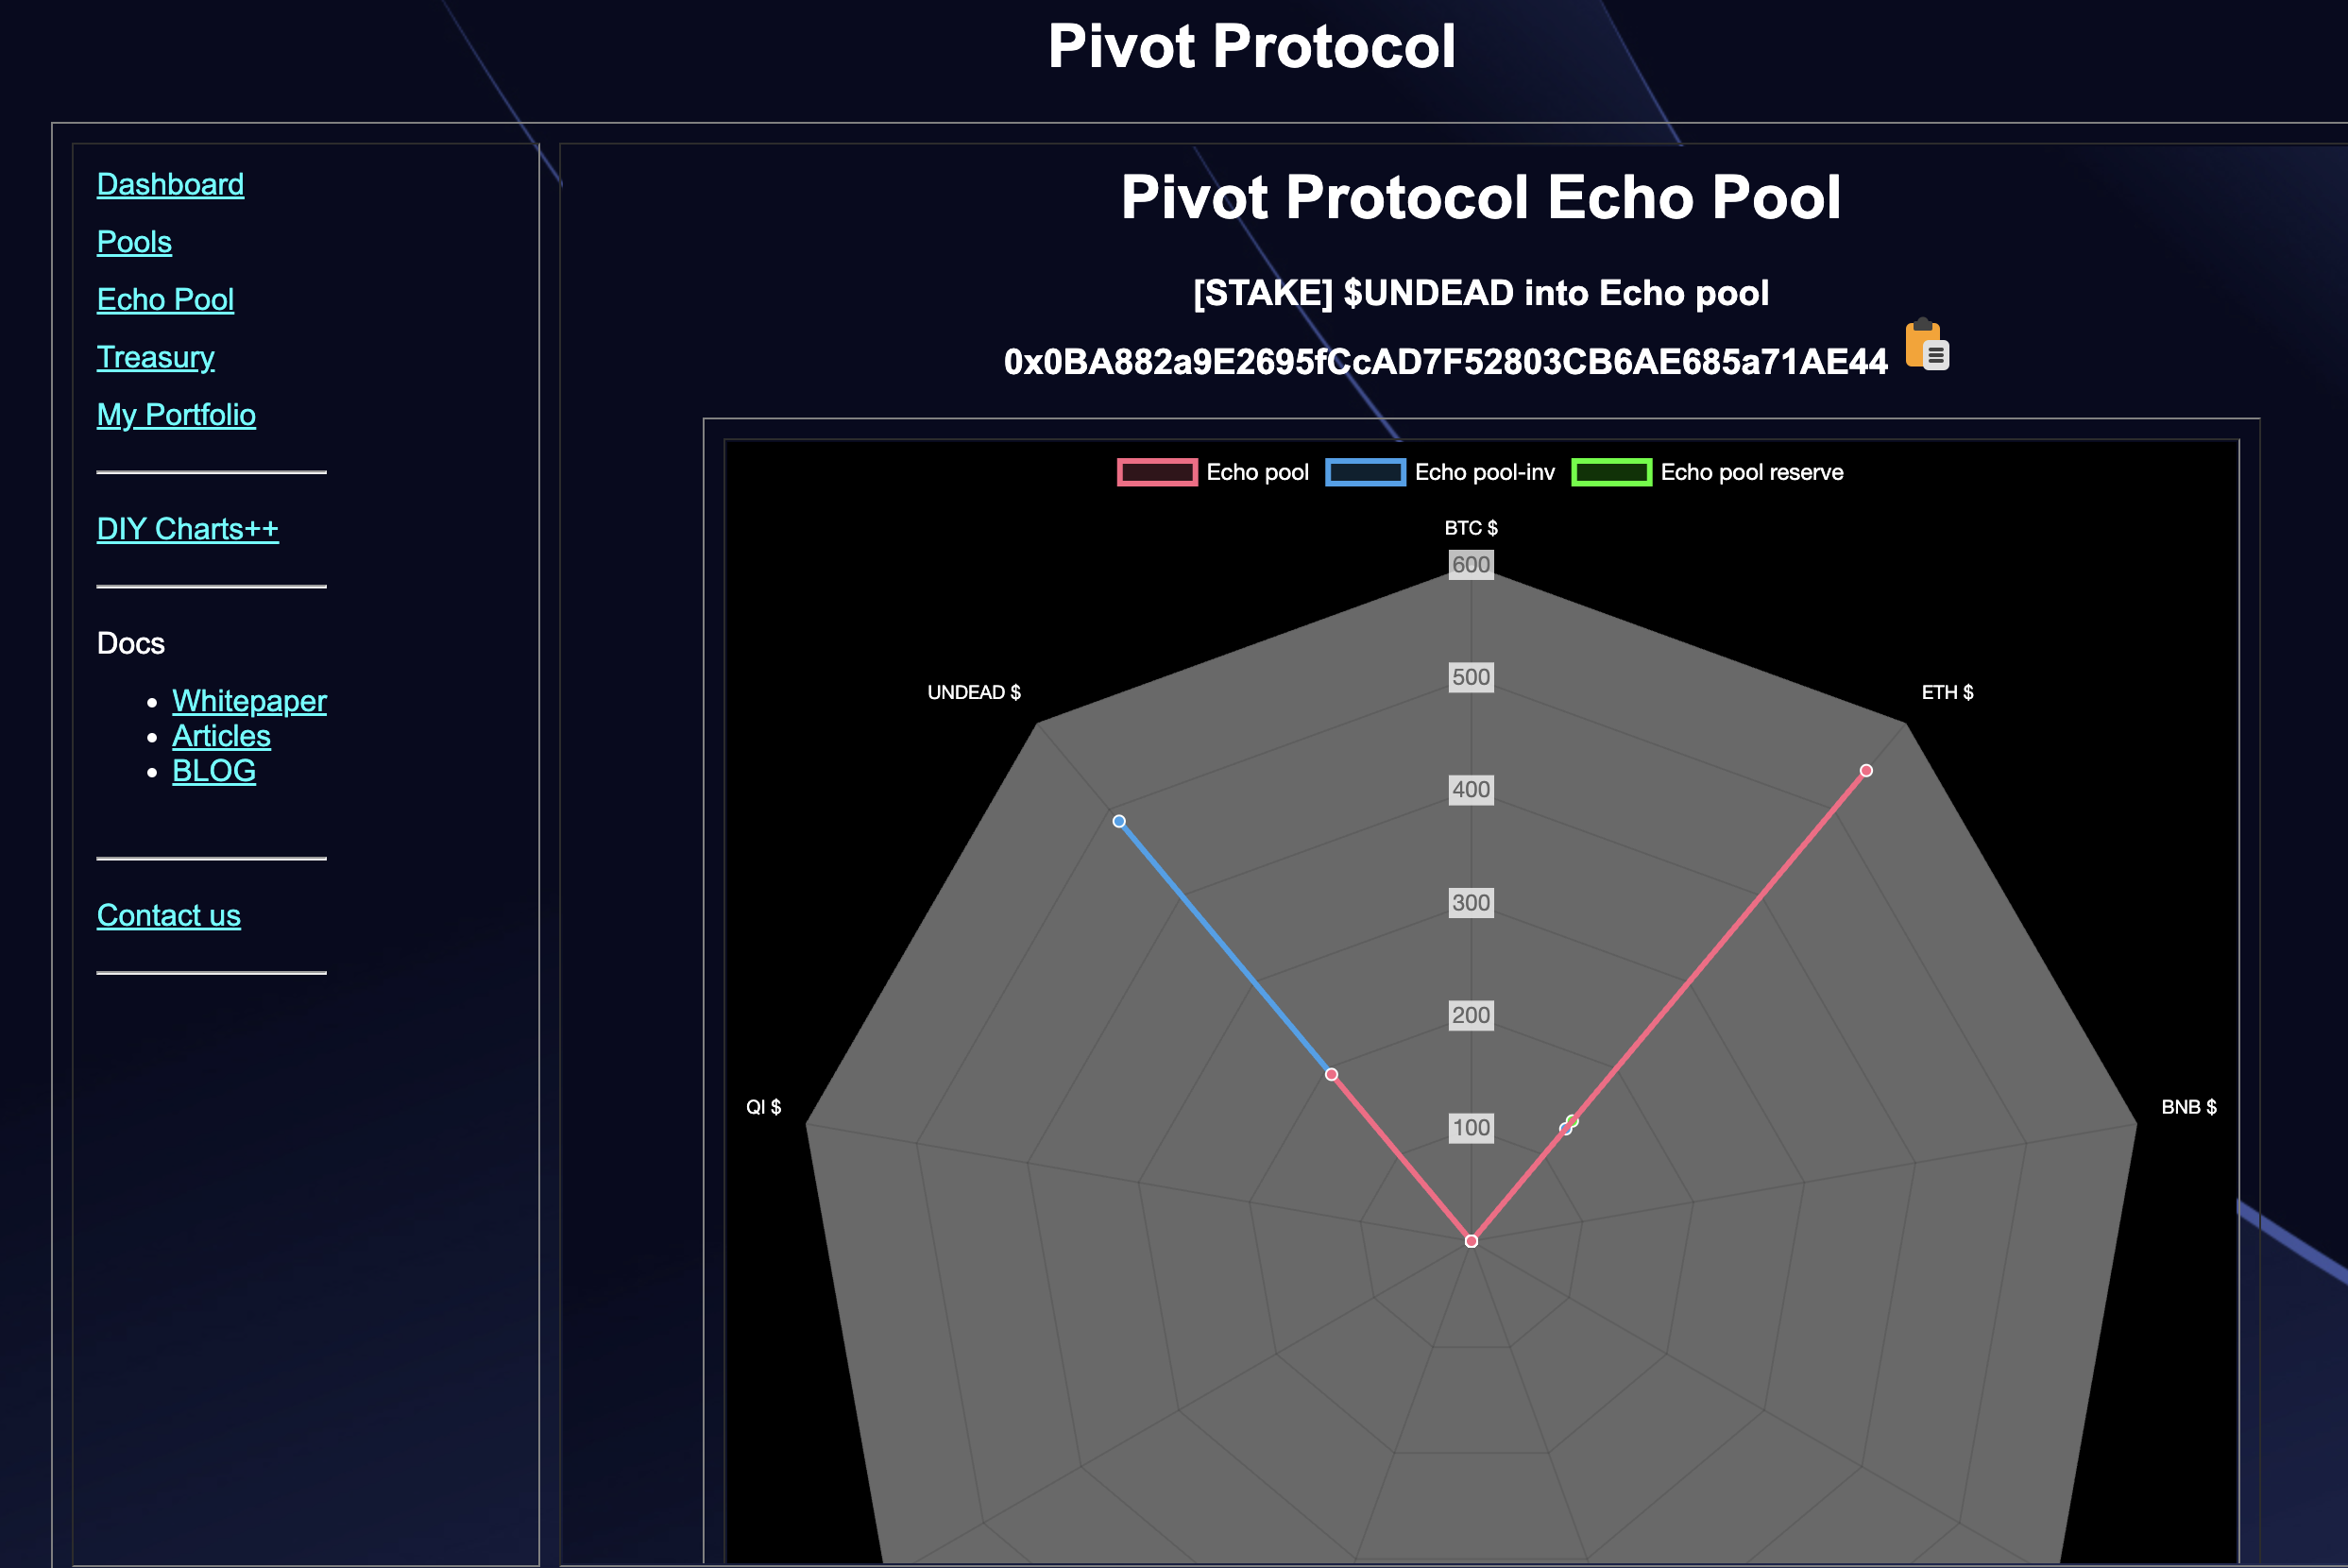 Pivot Protocol
Dashboard
Pools
Echo Pool
Treasury
My Portfolio
DIY Charts++
Docs
Whitepaper
Articles
BLOG
Contact us
Pivot Protocol Echo Pool
[STAKE] $UNDEAD into Echo pool
0x0BA882a9E2695fCcAD7F52803CB6AE685a71AE44
Echo pool Echo pool-inv Echo pool reserve
BTC $
600
500
UNDEAD $ ETH $
400
300
200
QI $ BNB $
100